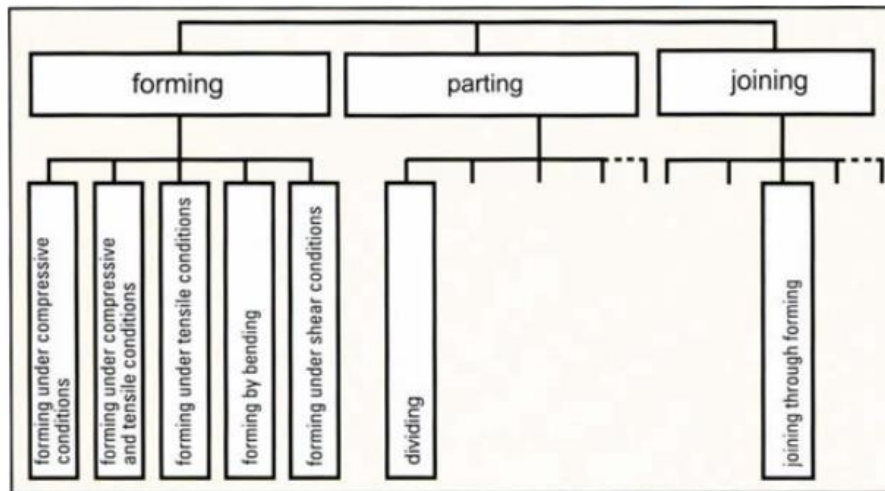 forming
parting
joining
forming under compressive
conditions
forming under compressive
and tensile conditions
forming under tensile conditions
forming by bending
forming under shear conditions
dividing
joining through forming